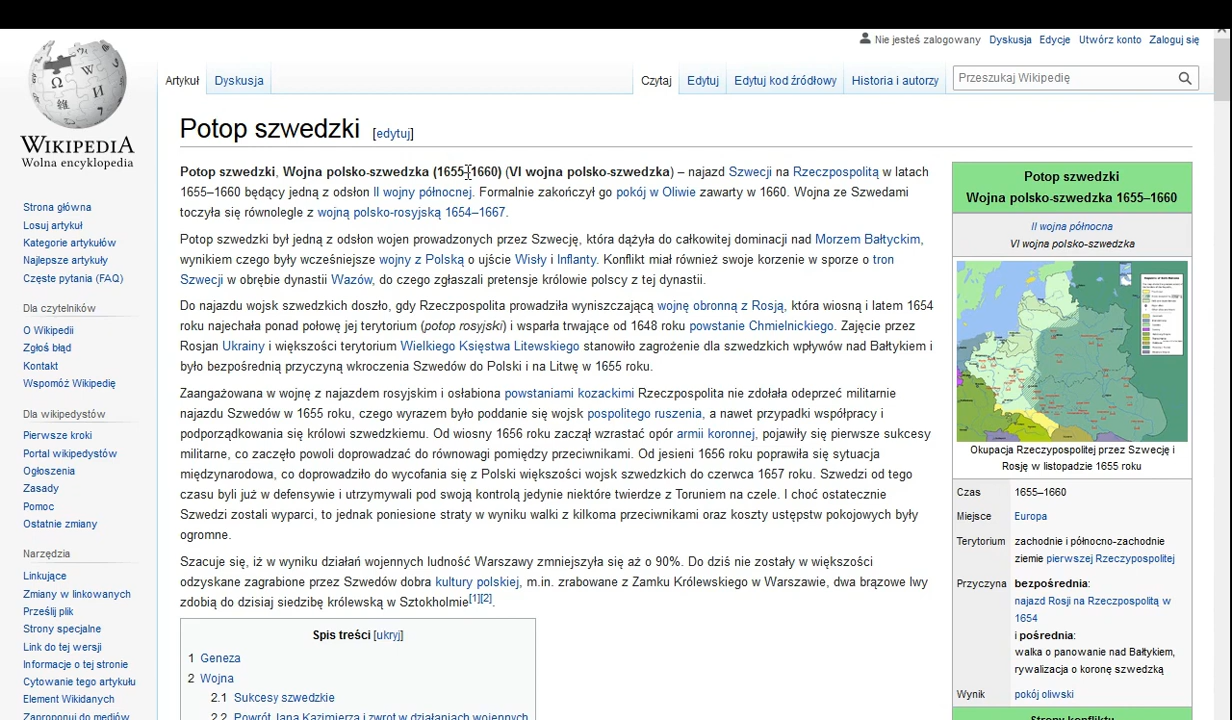 Nie jesteś zalogowany Dyskusja Edycje Utwórz konto Zaloguj się
Artykuł Dyskusja Czytaj Edytuj Edytuj kod źródłowy Historia i autorzy Przeszukaj Wikipedię
WIKIPEDIA
Wolna encyklopedia
Strona główna
Losuj artykuł
Kategorie artykułów
Najlepsze artykuły
Częste pytania (FAQ)
Dla czytelników
O Wikipedii
Zgłoś błąd
Kontakt
Wspomóż Wikipedię
Dla wikipedystów
Pierwsze kroki
Portal wikipedystów
Ogłoszenia
Zasady
Pomoc
Ostatnie zmiany
Narzędzia
Linkujące
Zmiany w linkowanych
Prześlij plik
Strony specjalne
Link do tej wersji
Informacje o tej stronie
Cytowanie tego artykułu
Element Wikidanych
Zaproponuj do mediów
Potop szwedzki [edytuj]
Potop szwedzki, Wojna polsko-szwedzka (1655-1660) (VI wojna polsko-szwedzka) – najazd Szwecji na Rzeczpospolitą w latach
1655–1660 będący jedną z odsłon II wojny północnej. Formalnie zakończył go pokój w Oliwie zawarty w 1660. Wojna ze Szwedami
toczyła się równolegle z wojną polsko-rosyjską 1654–1667.
Potop szwedzki był jedną z odsłon wojen prowadzonych przez Szwecję, która dążyła do całkowitej dominacji nad Morzem Bałtyckim,
wynikiem czego były wcześniejsze wojny z Polską o ujście Wisły i Inflanty. Konflikt miał również swoje korzenie w sporze o tron
Szwecji w obrębie dynastii Wazów, do czego zgłaszali pretensje królowie polscy z tej dynastii.
Do najazdu wojsk szwedzkich doszło, gdy Rzeczpospolita prowadziła wyniszczającą wojnę obronną z Rosją, która wiosną i latem 1654
roku najechała ponad połowę jej terytorium (potop rosyjski) i wsparła trwające od 1648 roku powstanie Chmielnickiego. Zajęcie przez
Rosjan Ukrainy i większości terytorium Wielkiego Księstwa Litewskiego stanowiło zagrożenie dla szwedzkich wpływów nad Bałtykiem i
było bezpośrednią przyczyną wkroczenia Szwedów do Polski i na Litwę w 1655 roku.
Zaangażowana w wojnę z najazdem rosyjskim i osłabiona powstaniami kozackimi Rzeczpospolita nie zdołała odeprzeć militarnie
najazdu Szwedów w 1655 roku, czego wyrazem było poddanie się wojsk pospolitego ruszenia, a nawet przypadki współpracy i
podporządkowania się królowi szwedzkiemu. Od wiosny 1656 roku zaczął wzrastać opór armii koronnej, pojawiły się pierwsze sukcesy
militarne, co zaczęło powoli doprowadzać do równowagi pomiędzy przeciwnikami. Od jesieni 1656 roku poprawiła się sytuacja
międzynarodowa, co doprowadziło do wycofania się z Polski większości wojsk szwedzkich do czerwca 1657 roku. Szwedzi od tego
czasu byli już w defensywie i utrzymywali pod swoją kontrolą jedynie niektóre twierdze z Toruniem na czele. I choć ostatecznie
Szwedzi zostali wyparci, to jednak poniesione straty w wyniku walki z kilkoma przeciwnikami oraz koszty ustępstw pokojowych były
ogromne.
Szacuje się, iż w wyniku działań wojennych ludność Warszawy zmniejszyła się aż o 90%. Do dziś nie zostały w większości
odzyskane zagrabione przez Szwedów dobra kultury polskiej, m.in. zrabowane z Zamku Królewskiego w Warszawie, dwa brązowe lwy
zdobią do dzisiaj siedzibę królewską w Sztokholmie[1][2].
Spis treści [ukryj]
1 Geneza
2 Wojna
2.1 Sukcesy szwedzkie
2.2 Powrót Jana Kazimierza i zwrot w działaniach wojennych
Potop szwedzki
Wojna polsko-szwedzka 1655–1660
II wojna północna
VI wojna polsko-szwedzka
Okupacja Rzeczypospolitej przez Szwecję i
Rosję w listopadzie 1655 roku
Czas 1655–1660
Miejsce Europa
Terytorium zachodnie i północno-zachodnie
ziemie pierwszej Rzeczypospolitej
Przyczyna bezpośrednia:
najazd Rosji na Rzeczpospolitą w
1654
i pośrednia:
walka o panowanie nad Bałtykiem,
rywalizacja o koronę szwedzką
Wynik pokój oliwski
Strony konfliktu